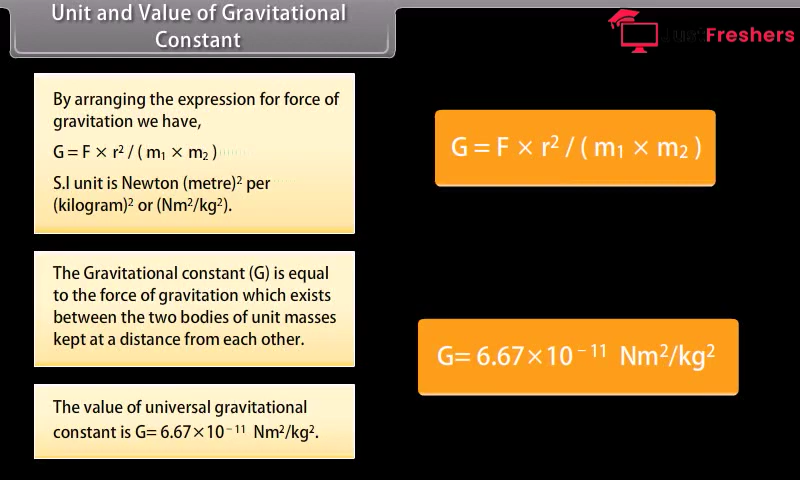 Unit and Value of Gravitational
Constant
Just Freshers
By arranging the expression for force of
gravitation we have,
G = F × r² / ( m₁ × m₂ )
S.I unit is Newton (metre)² per
(kilogram)² or (Nm²/kg²).
G = F × r² / ( m₁ × m₂ )
The Gravitational constant (G) is equal
to the force of gravitation which exists
between the two bodies of unit masses
kept at a distance from each other.
G= 6.67×10⁻¹¹ Nm²/kg²
The value of universal gravitational
constant is G= 6.67×10⁻¹¹ Nm²/kg².